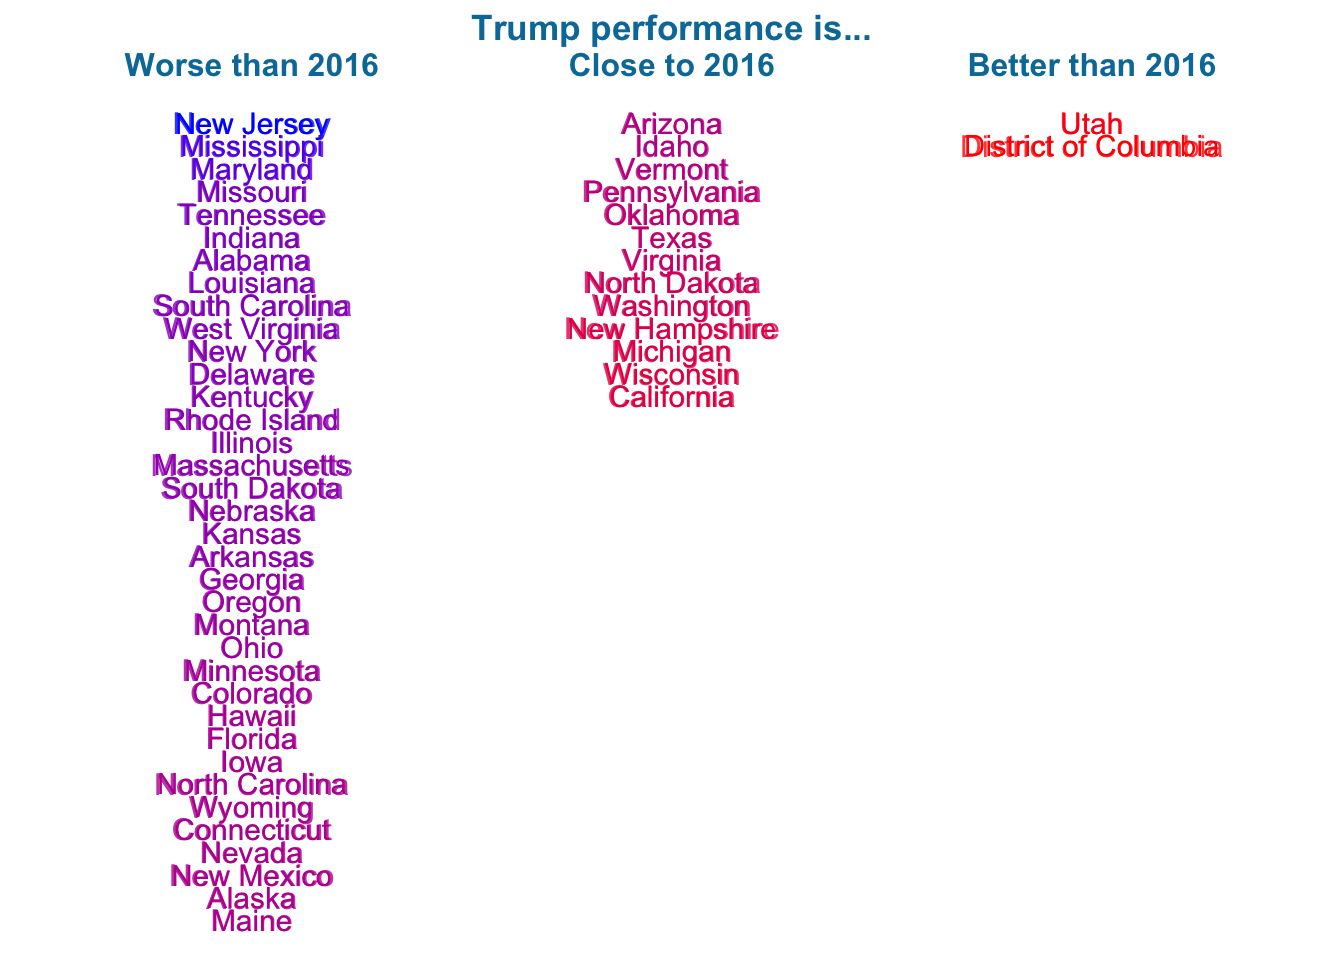 Trump performance is...
Worse than 2016
Close to 2016
Better than 2016
New Jersey
Mississippi
Maryland
Missouri
Tennessee
Indiana
Alabama
Louisiana
South Carolina
West Virginia
New York
Delaware
Kentucky
Rhode Island
Illinois
Massachusetts
South Dakota
Nebraska
Kansas
Arkansas
Georgia
Oregon
Montana
Ohio
Minnesota
Colorado
Hawaii
Florida
Iowa
North Carolina
Wyoming
Connecticut
Nevada
New Mexico
Alaska
Maine
Arizona
Idaho
Vermont
Pennsylvania
Oklahoma
Texas
Virginia
North Dakota
Washington
New Hampshire
Michigan
Wisconsin
California
Utah
District of Columbia